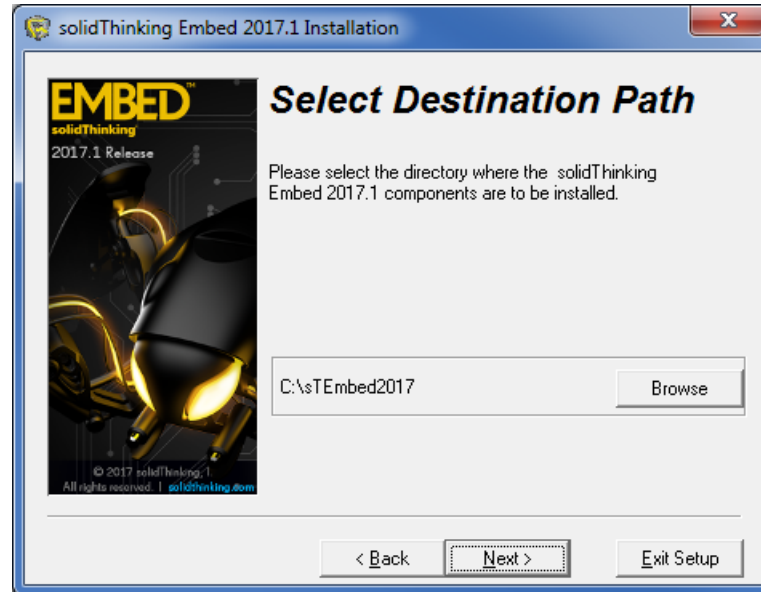 solidThinking Embed 2017.1 Installation
EMBED™
solidThinking
2017.1 Release
Select Destination Path
Please select the directory where the  solidThinking
Embed 2017.1 components are to be installed.
C:\sTEmbed2017
Browse
© 2017 solidThinking, I.
All rights reserved. | solidthinking.com
< Back
Next >
Exit Setup